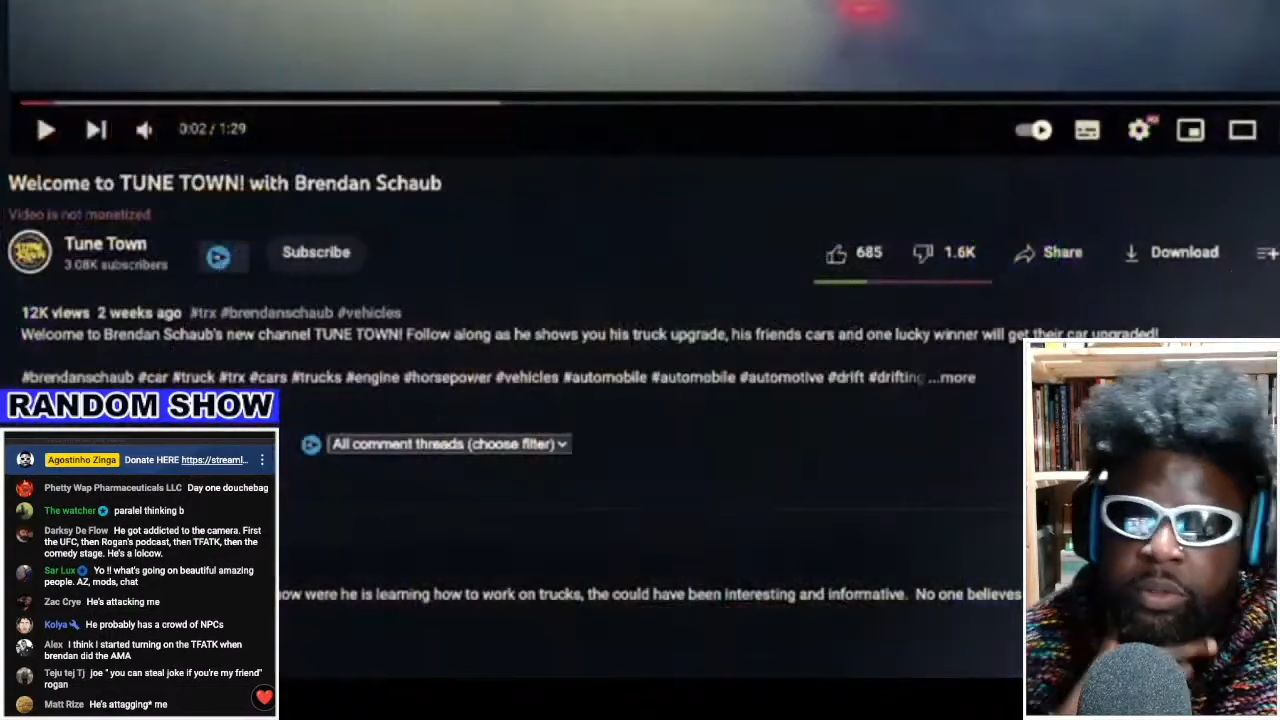 0:02 / 1:29
Welcome to TUNE TOWN! with Brendan Schaub
Video is not monetized
TUNE TOWN
Tune Town
3.08K subscribers
Subscribe
685
1.6K
Share
Download
12K views 2 weeks ago #trx #brendanschaub #vehicles
Welcome to Brendan Schaub's new channel TUNE TOWN! Follow along as he shows you his truck upgrade, his friends cars and one lucky winner will get their car upgraded!
#brendanschaub #car #truck #trx #cars #trucks #engine #horsepower #vehicles #automobile #automobile #automotive #drift #drifting ...more
RANDOM SHOW
All comment threads (choose filter)
Agostinho Zinga Donate HERE https://streaml...
Phetty Wap Pharmaceuticals LLC Day one douchebag
The watcher paralel thinking b
Darksy De Flow He got addicted to the camera. First
the UFC, then Rogan's podcast, then TFATK, then the
comedy stage. He's a lolcow.
Sar Lux Yo !! what's going on beautiful amazing
people. AZ, mods, chat
Zac Crye He's attacking me
Kolya He probably has a crowd of NPCs
Alex I think I started turning on the TFATK when
brendan did the AMA
Teju tej Tj joe " you can steal joke if you're my friend"
rogan
Matt Rize He's attagging* me
now were he is learning how to work on trucks, the could have been interesting and informative. No one believes